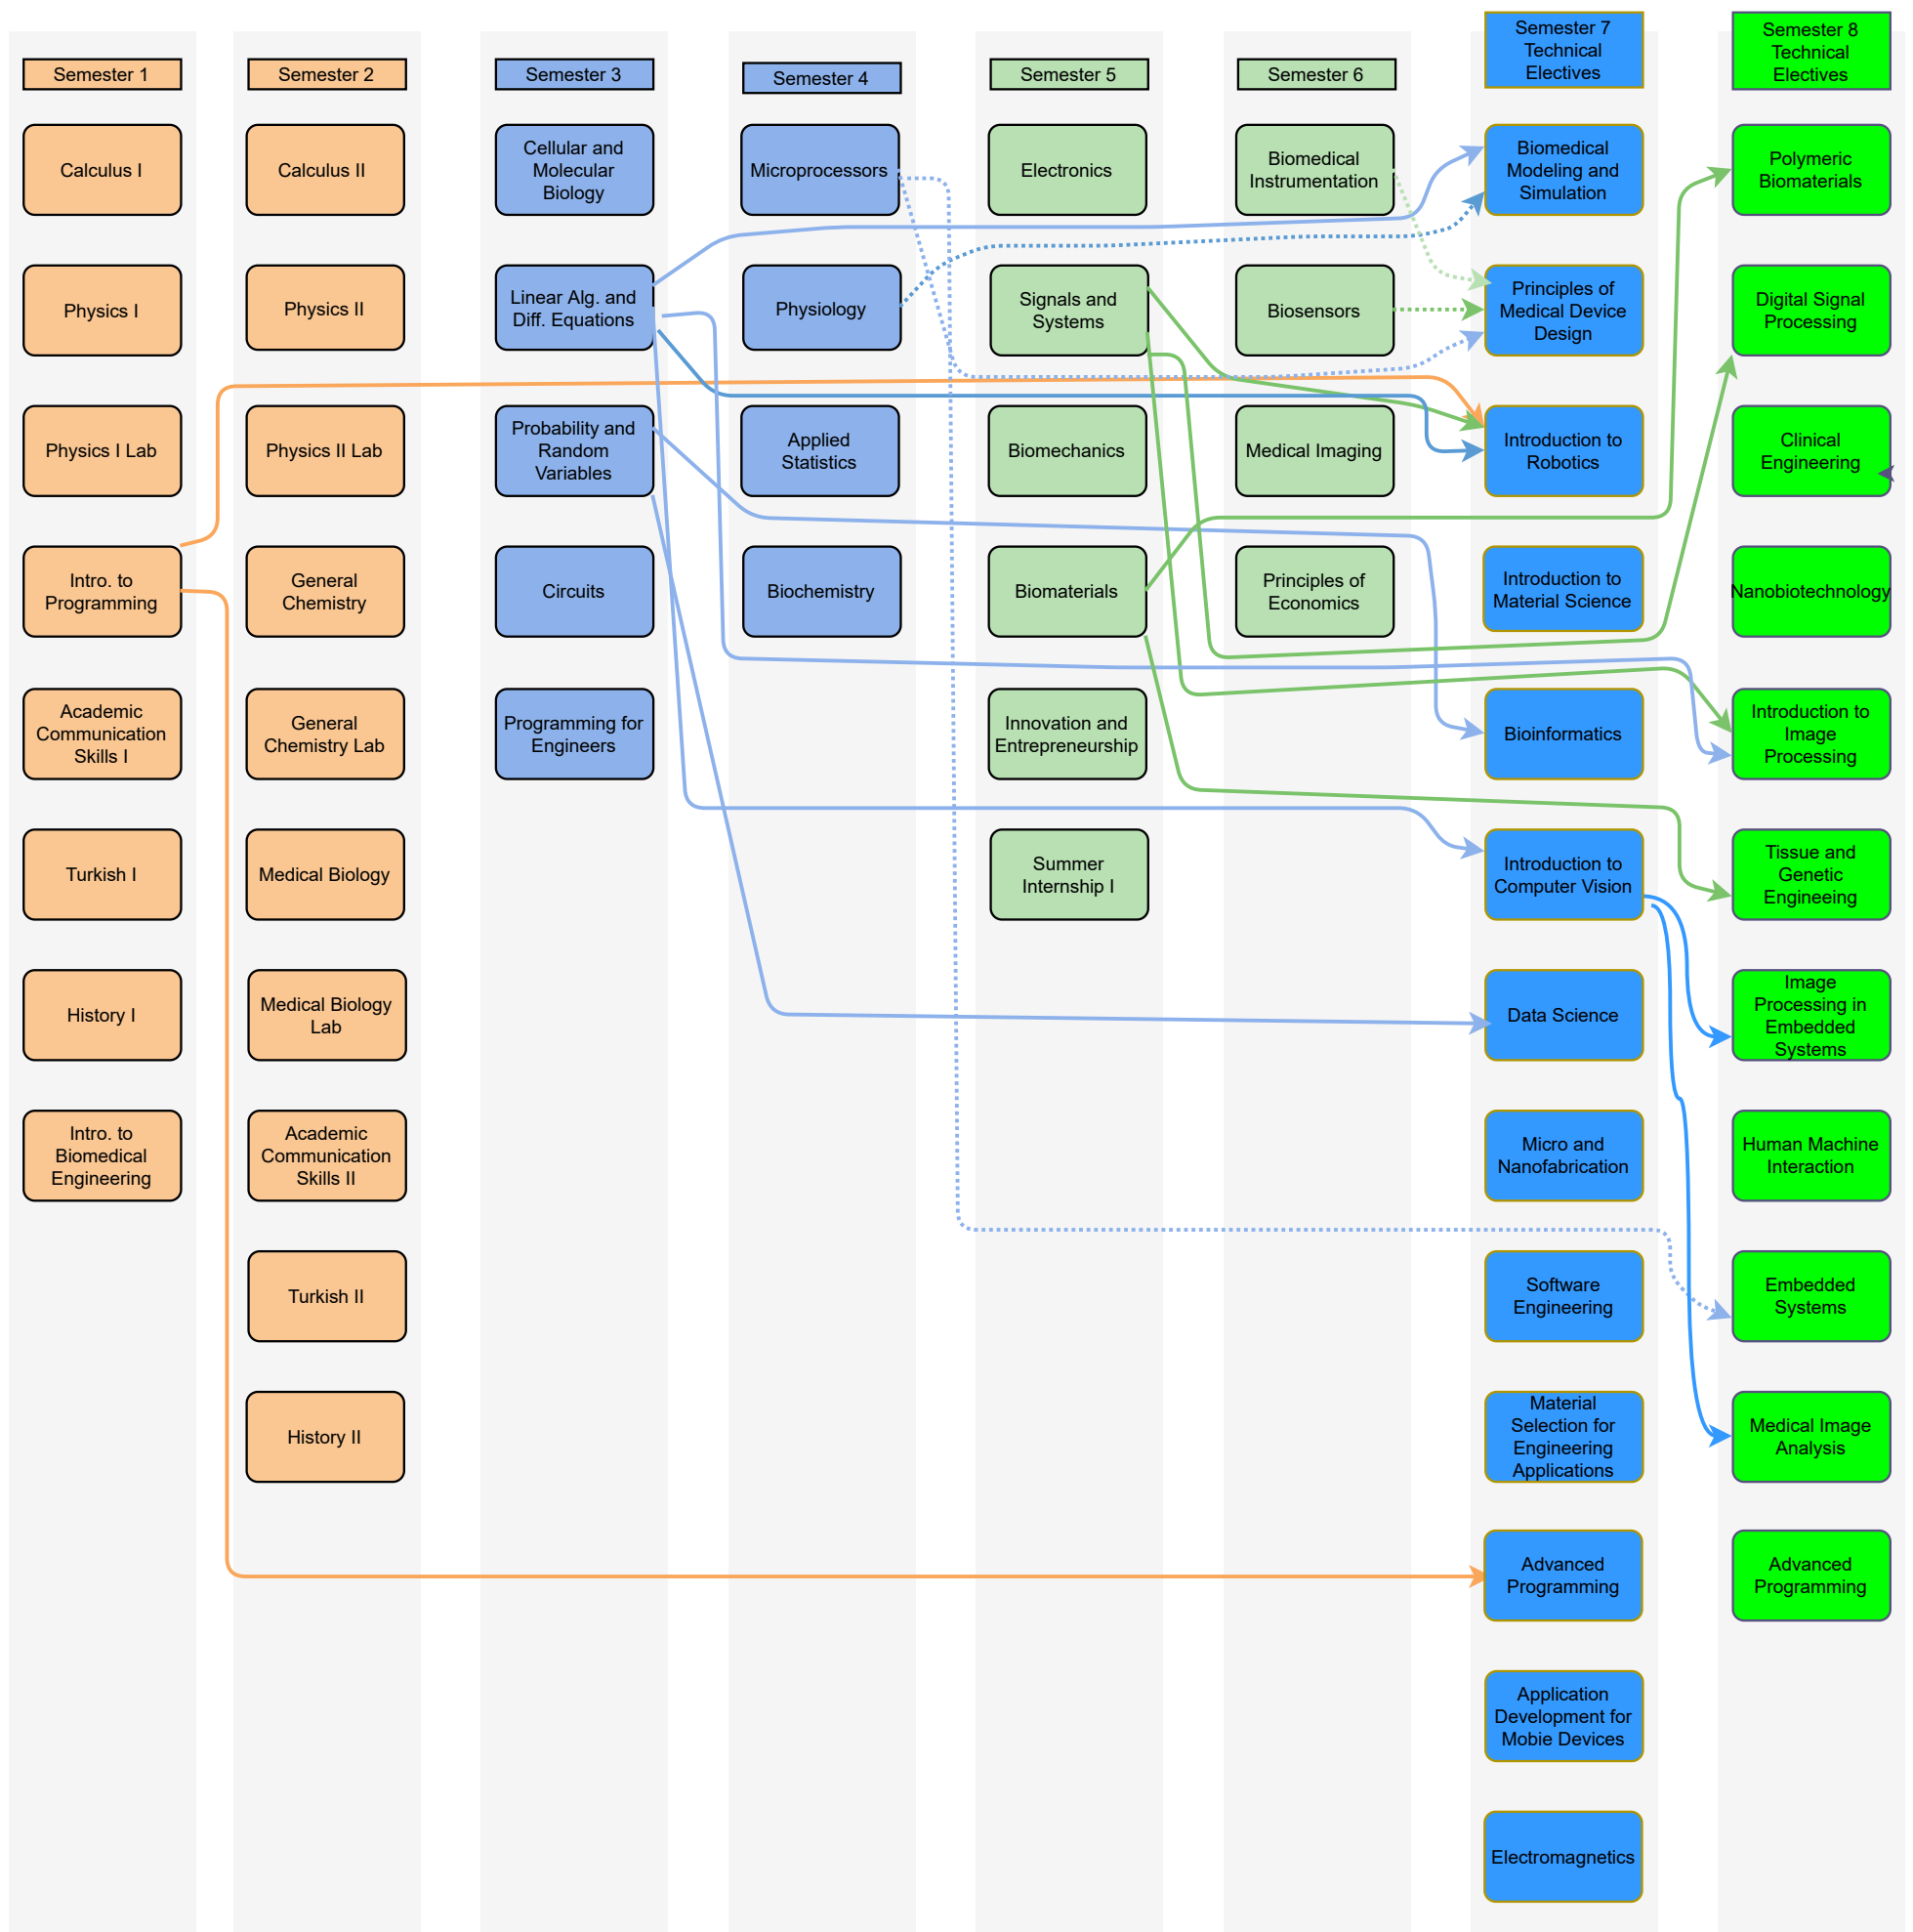 Semester 1
Calculus I
Physics I
Physics I Lab
Intro. to
Programming
Academic
Communication
Skills I
Turkish I
History I
Intro. to
Biomedical
Engineering
Semester 2
Calculus II
Physics II
Physics II Lab
General
Chemistry
General
Chemistry Lab
Medical Biology
Medical Biology
Lab
Academic
Communication
Skills II
Turkish II
History II
Semester 3
Cellular and
Molecular
Biology
Linear Alg. and
Diff. Equations
Probability and
Random
Variables
Circuits
Programming for
Engineers
Semester 4
Microprocessors
Physiology
Applied
Statistics
Biochemistry
Semester 5
Electronics
Signals and
Systems
Biomechanics
Biomaterials
Innovation and
Entrepreneurship
Summer
Internship I
Semester 6
Biomedical
Instrumentation
Biosensors
Medical Imaging
Principles of
Economics
Semester 7
Technical
Electives
Biomedical
Modeling and
Simulation
Principles of
Medical Device
Design
Introduction to
Robotics
Introduction to
Material Science
Bioinformatics
Introduction to
Computer Vision
Data Science
Micro and
Nanofabrication
Software
Engineering
Material
Selection for
Engineering
Applications
Advanced
Programming
Application
Development for
Mobie Devices
Electromagnetics
Semester 8
Technical
Electives
Polymeric
Biomaterials
Digital Signal
Processing
Clinical
Engineering
Nanobiotechnology
Introduction to
Image
Processing
Tissue and
Genetic
Engineeing
Image
Processing in
Embedded
Systems
Human Machine
Interaction
Embedded
Systems
Medical Image
Analysis
Advanced
Programming